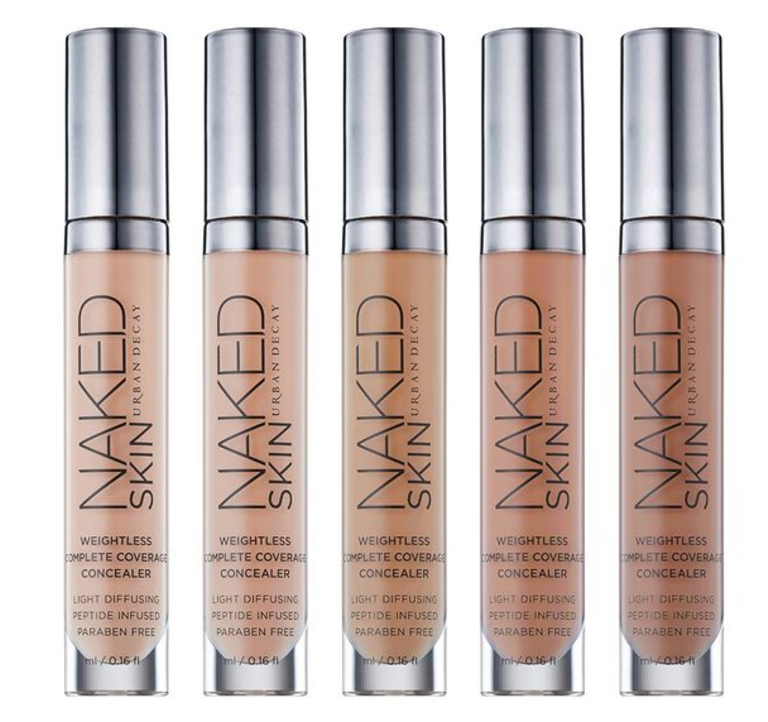 NAKED
SKIN
URBAN DECAY
WEIGHTLESS
COMPLETE COVERAGE
CONCEALER
LIGHT DIFFUSING
PEPTIDE INFUSED
PARABEN FREE
ml / 0.16 fl
NAKED
SKIN
URBAN DECAY
WEIGHTLESS
COMPLETE COVERAGE
CONCEALER
LIGHT DIFFUSING
PEPTIDE INFUSED
PARABEN FREE
ml / 0.16 fl
NAKED
SKIN
URBAN DECAY
WEIGHTLESS
COMPLETE COVERAGE
CONCEALER
LIGHT DIFFUSING
PEPTIDE INFUSED
PARABEN FREE
ml / 0.16 fl
NAKED
SKIN
URBAN DECAY
WEIGHTLESS
COMPLETE COVERAGE
CONCEALER
LIGHT DIFFUSING
PEPTIDE INFUSED
PARABEN FREE
ml / 0.16 fl
NAKED
SKIN
URBAN DECAY
WEIGHTLESS
COMPLETE COVERAGE
CONCEALER
LIGHT DIFFUSING
PEPTIDE INFUSED
PARABEN FREE
ml / 0.16 fl